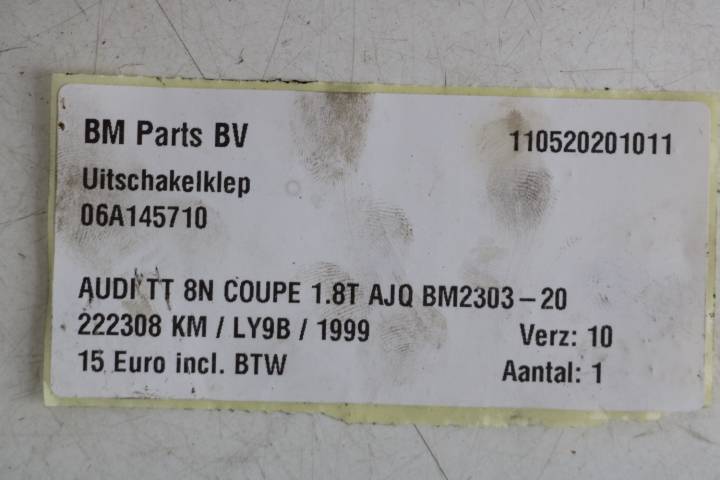 BM Parts BV 110520201011
Uitschakelklep
06A145710
AUDI TT 8N COUPE 1.8T AJQ BM2303-20
222308 KM / LY9B / 1999 Verz: 10
15 Euro incl. BTW Aantal: 1